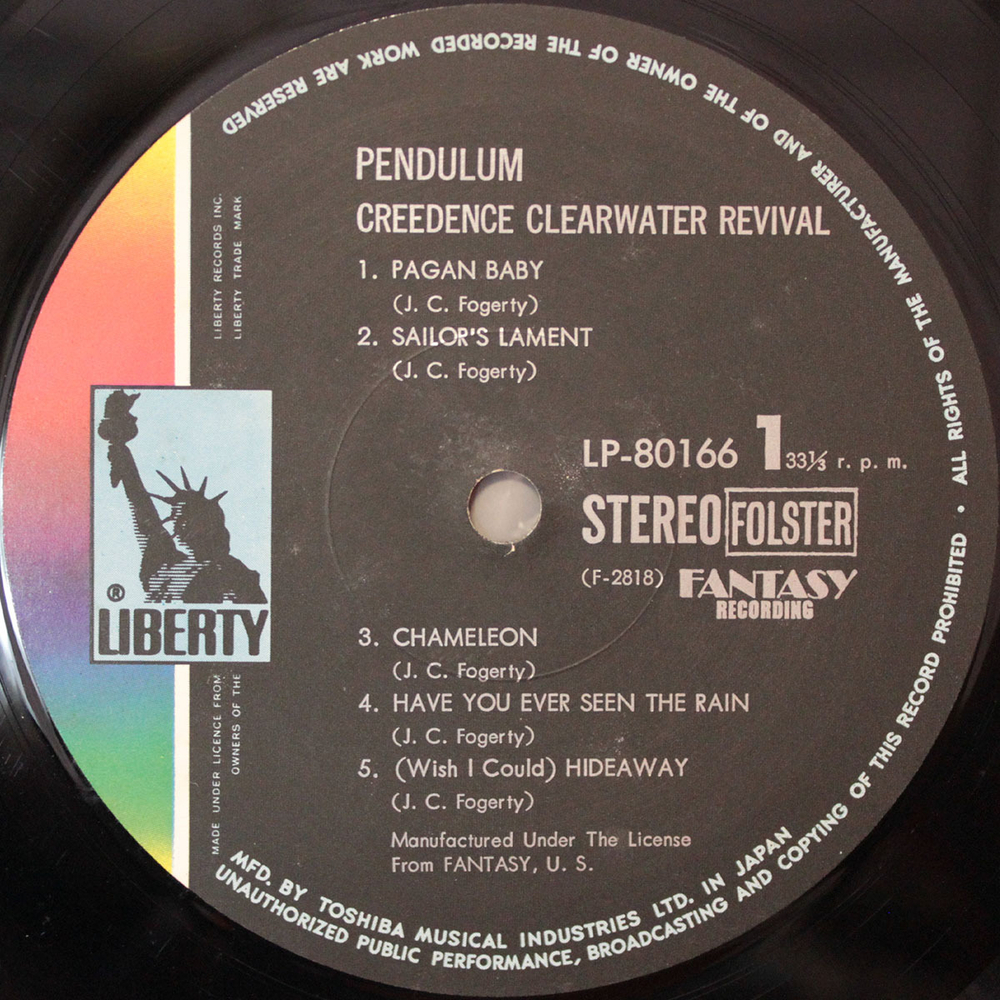 PENDULUM
CREEDENCE CLEARWATER REVIVAL
1. PAGAN BABY
(J. C. Fogerty)
2. SAILOR'S LAMENT
(J. C. Fogerty)
LP-80166 1 33⅓ r. p. m.
STEREO FOLSTER
(F-2818) FANTASY
RECORDING
3. CHAMELEON
(J. C. Fogerty)
4. HAVE YOU EVER SEEN THE RAIN
(J. C. Fogerty)
5. (Wish I Could) HIDEAWAY
(J. C. Fogerty)
Manufactured Under The License
From FANTASY, U. S.
® LIBERTY
MADE UNDER LICENCE FROM LIBERTY RECORDS INC.
OWNERS OF THE LIBERTY TRADE MARK
MFD. BY TOSHIBA MUSICAL INDUSTRIES LTD. IN JAPAN
UNAUTHORIZED PUBLIC PERFORMANCE, BROADCASTING AND COPYING OF THIS RECORD PROHIBITED • ALL RIGHTS OF THE MANUFACTURER AND OF THE OWNER OF THE RECORDED WORK ARE RESERVED